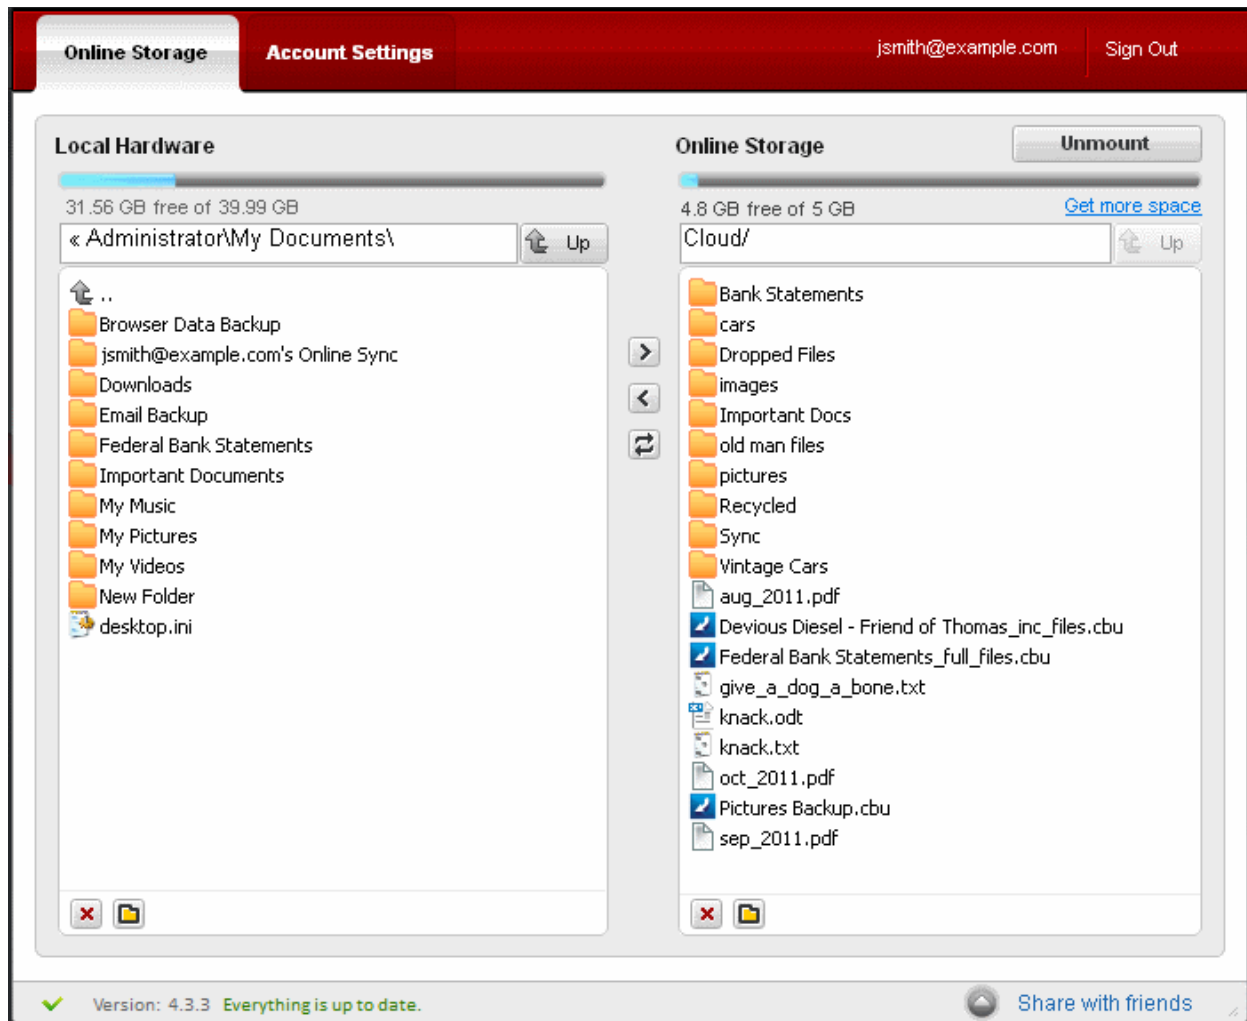 Online Storage
Account Settings
jsmith@example.com
Sign Out
Local Hardware
31.56 GB free of 39.99 GB
« Administrator\My Documents\
Up
..
Browser Data Backup
jsmith@example.com's Online Sync
Downloads
Email Backup
Federal Bank Statements
Important Documents
My Music
My Pictures
My Videos
New Folder
desktop.ini
Online Storage
Unmount
4.8 GB free of 5 GB
Get more space
Cloud/
Up
Bank Statements
cars
Dropped Files
images
Important Docs
old man files
pictures
Recycled
Sync
Vintage Cars
aug_2011.pdf
Devious Diesel - Friend of Thomas_inc_files.cbu
Federal Bank Statements_full_files.cbu
give_a_dog_a_bone.txt
knack.odt
knack.txt
oct_2011.pdf
Pictures Backup.cbu
sep_2011.pdf
Version: 4.3.3 Everything is up to date.
Share with friends